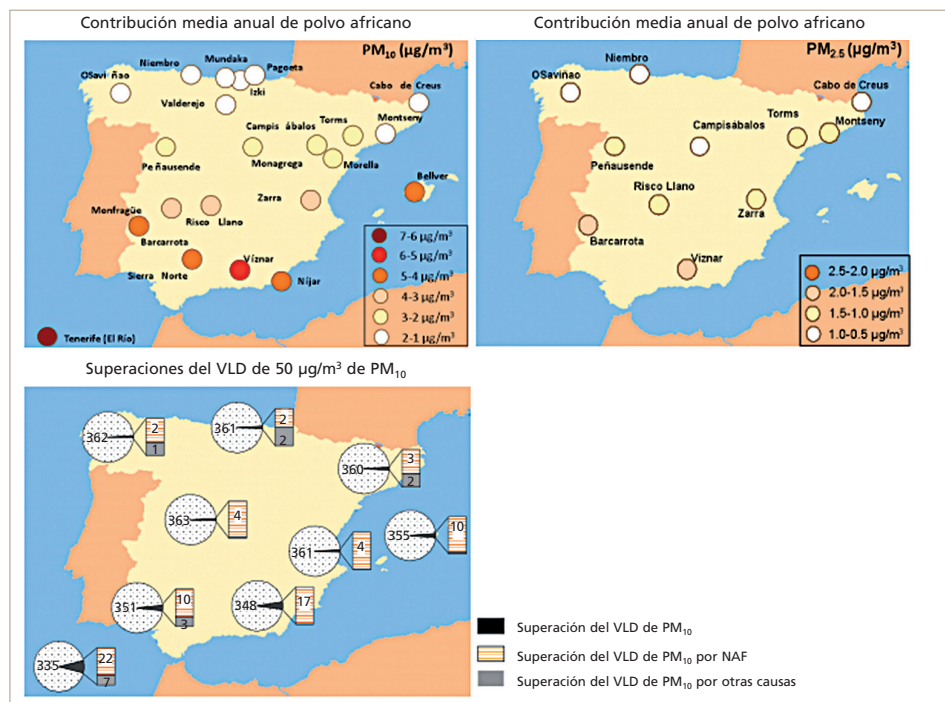 Contribución media anual de polvo africano
PM10 (µg/m³)
Niembro
Mundaka
Pagoeta
OSaviñao
Izki
Valderejo
Cabo de Creus
Montseny
Torms
Campis ábalos
Monagrega
Morella
Pe ñausende
Bellver
Zarra
Monfragüe
Risco Llano
Barcarrota
Víznar
Sierra Norte
Níjar
Tenerife (El Río)
7-6 µg/m³
6-5 µg/m³
5-4 µg/m³
4-3 µg/m³
3-2 µg/m³
2-1 µg/m³
Contribución media anual de polvo africano
PM2.5 (µg/m³)
Niembro
OSaviñao
Cabo de Creus
Torms
Montseny
Campisábalos
Peñausende
Risco Llano
Zarra
Barcarrota
Viznar
2.5-2.0 µg/m³
2.0-1.5 µg/m³
1.5-1.0 µg/m³
1.0-0.5 µg/m³
Superaciones del VLD de 50 µg/m³ de PM10
362
2
1
361
2
2
360
3
2
363
4
361
4
355
10
351
10
3
348
17
335
22
7
Superación del VLD de PM10
Superación del VLD de PM10 por NAF
Superación del VLD de PM10 por otras causas